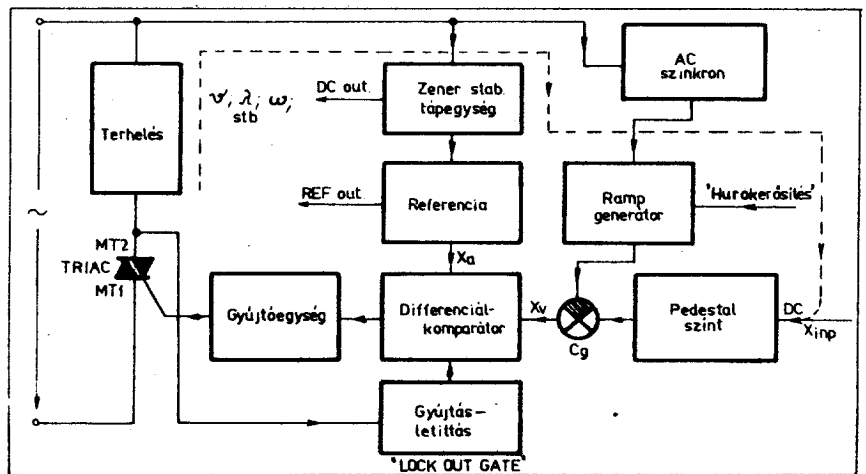 AC
szinkron
DC out.
ϑ, λ, ω,
stb
Zener stab.
tápegység
Terhelés
REF out.
Referencia
Ramp
generátor
"Hurokerősítés"
~
MT2
TRIAC
MT1
Xa
Gyújtóegység
Differenciál-
komparátor
Xv
Cg
Pedestal
szint
DC
Xinp
Gyújtás-
letiltás
"LOCK OUT GATE"